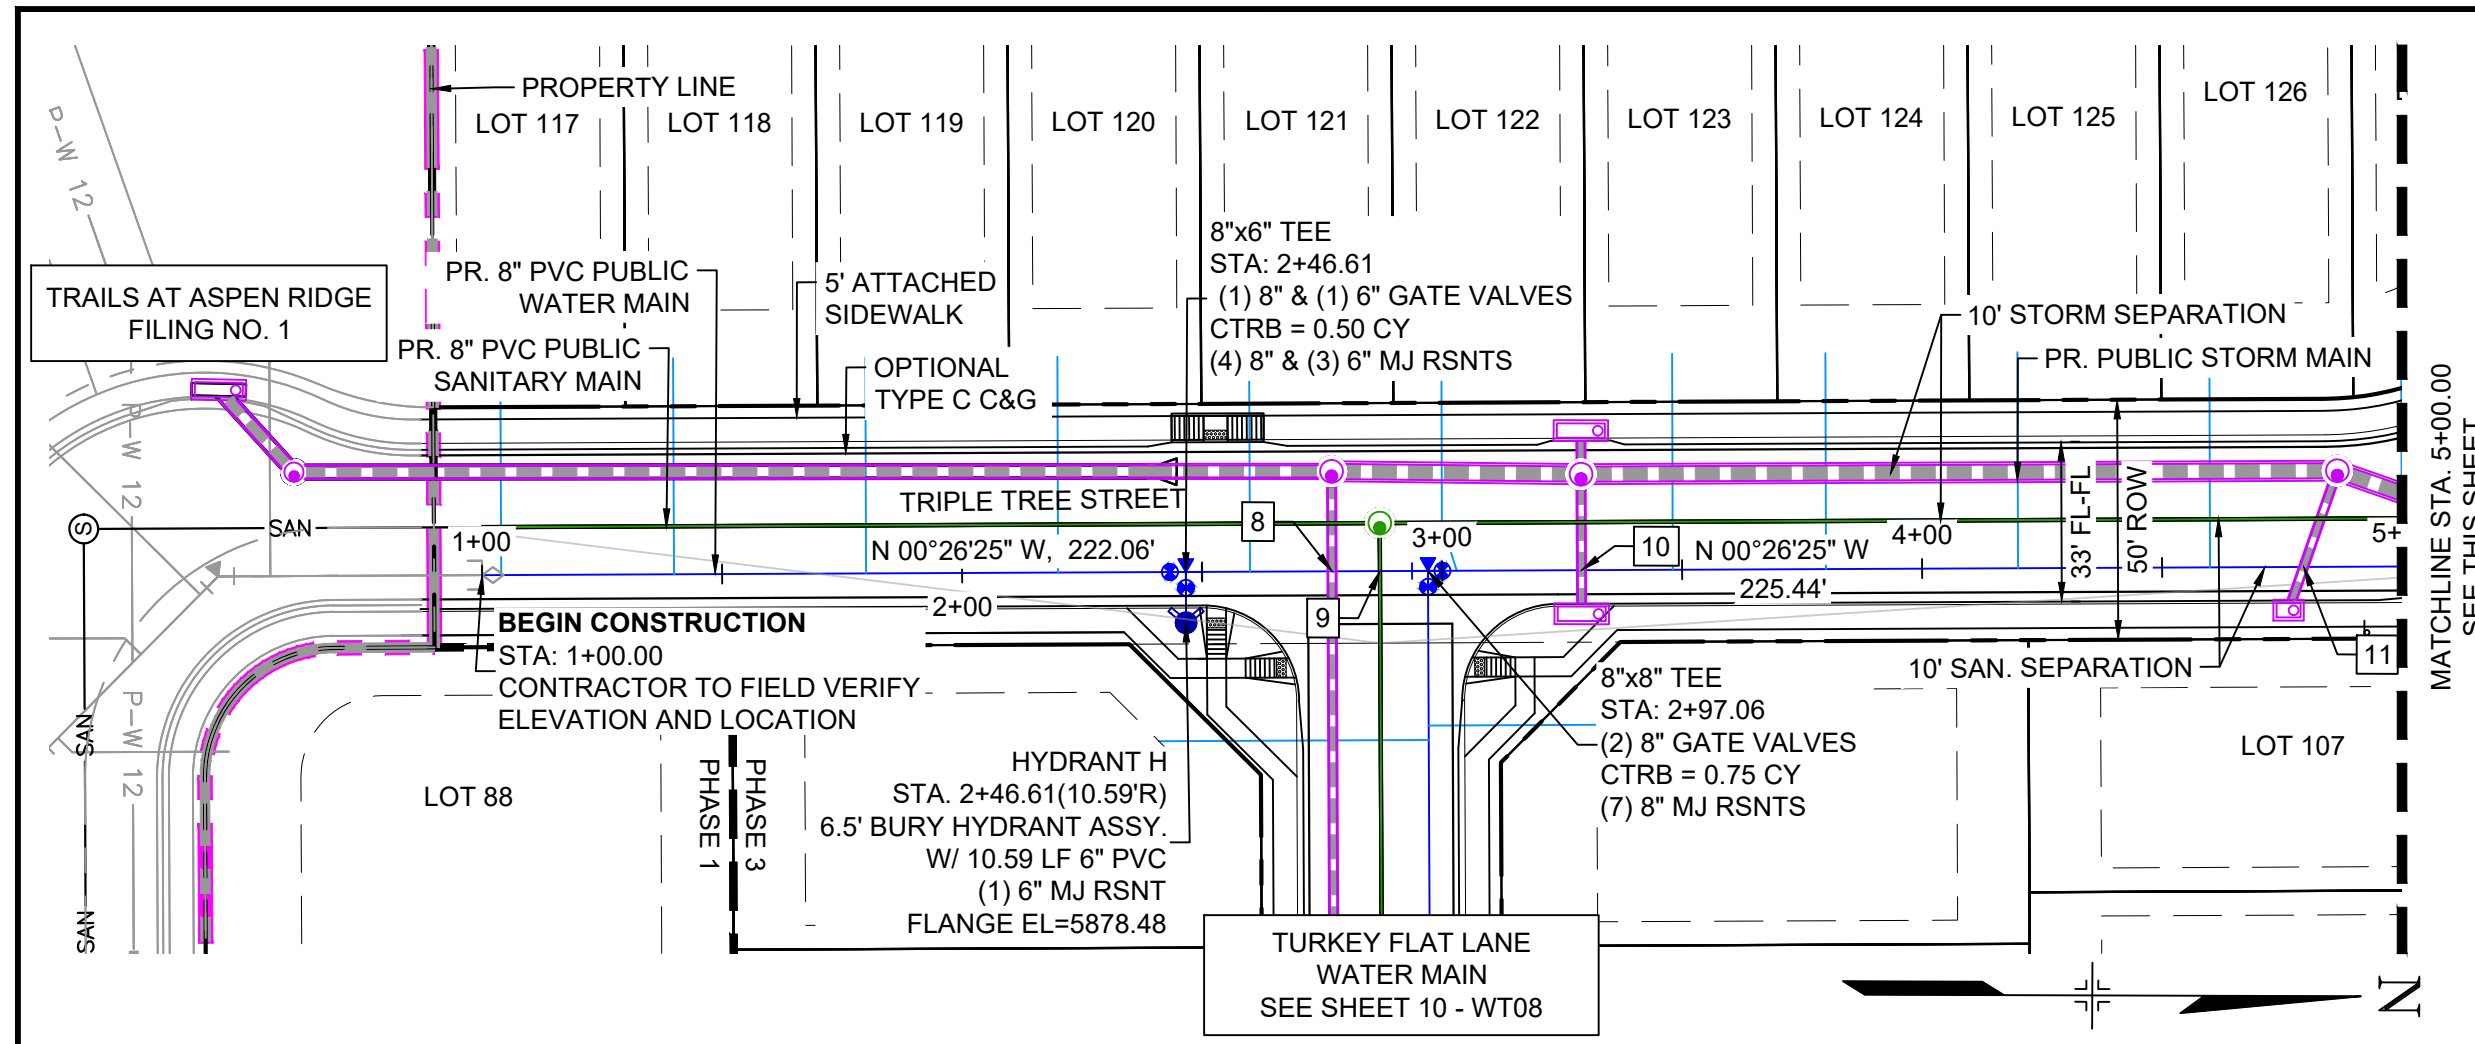 PROPERTY LINE
LOT 117
LOT 118
LOT 119
LOT 120
LOT 121
LOT 122
LOT 123
LOT 124
LOT 125
LOT 126
P-W 12
TRAILS AT ASPEN RIDGE
FILING NO. 1
PR. 8" PVC PUBLIC
WATER MAIN
PR. 8" PVC PUBLIC
SANITARY MAIN
5' ATTACHED
SIDEWALK
OPTIONAL
TYPE C C&G
8"x6" TEE
STA: 2+46.61
(1) 8" & (1) 6" GATE VALVES
CTRB = 0.50 CY
(4) 8" & (3) 6" MJ RSNTS
10' STORM SEPARATION
PR. PUBLIC STORM MAIN
MATCHLINE STA. 5+00.00
SEE THIS SHEET
P-W 12
TRIPLE TREE STREET
S
SAN
1+00
N 00°26'25" W, 222.06'
8
3+00
10
N 00°26'25" W
225.44'
4+00
33' FL-FL
50' ROW
5+
2+00
9
11
BEGIN CONSTRUCTION
STA: 1+00.00
CONTRACTOR TO FIELD VERIFY
ELEVATION AND LOCATION
10' SAN. SEPARATION
8"x8" TEE
STA: 2+97.06
(2) 8" GATE VALVES
CTRB = 0.75 CY
(7) 8" MJ RSNTS
SAN
P-W 12
SAN
LOT 88
PHASE 1
PHASE 3
HYDRANT H
STA. 2+46.61(10.59'R)
6.5' BURY HYDRANT ASSY.
W/ 10.59 LF 6" PVC
(1) 6" MJ RSNT
FLANGE EL=5878.48
LOT 107
TURKEY FLAT LANE
WATER MAIN
SEE SHEET 10 - WT08
N